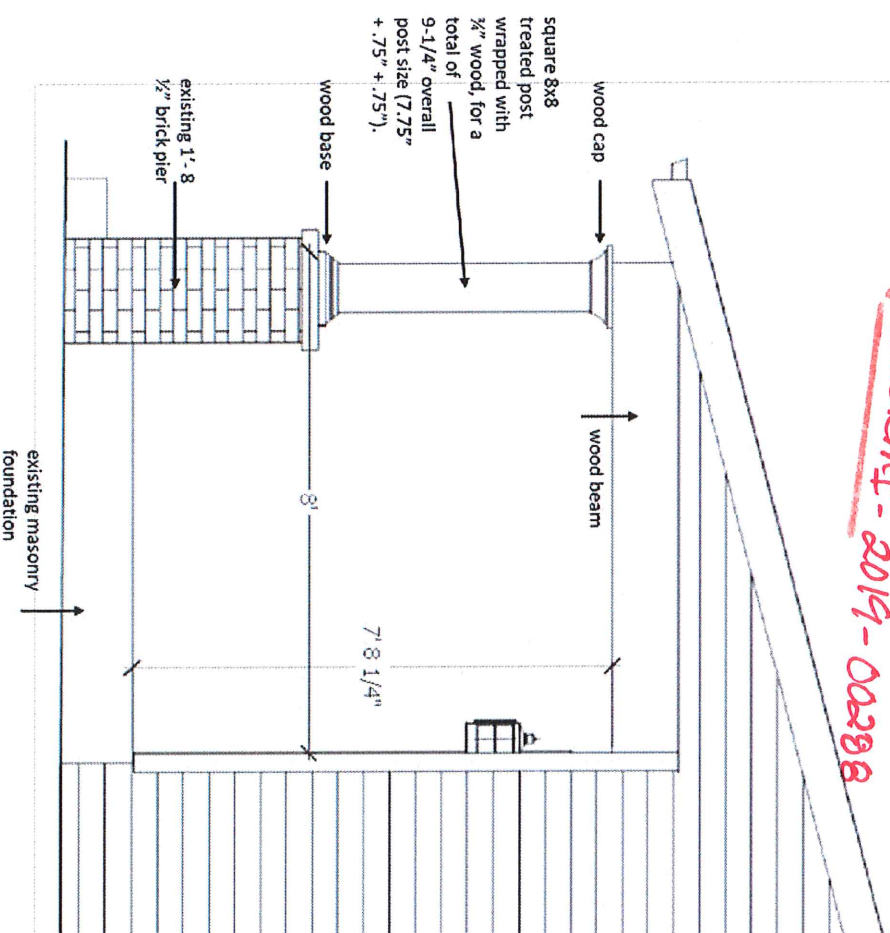 square 8x8
treated post
wrapped with
¾" wood, for a
total of
9-1/4" overall
post size (7.75"
+ .75" + .75").
wood cap
wood base
existing 1'- 8
½" brick pier
wood beam
8'
7' 8 1/4"
existing masonry
foundation
- 2019-00288